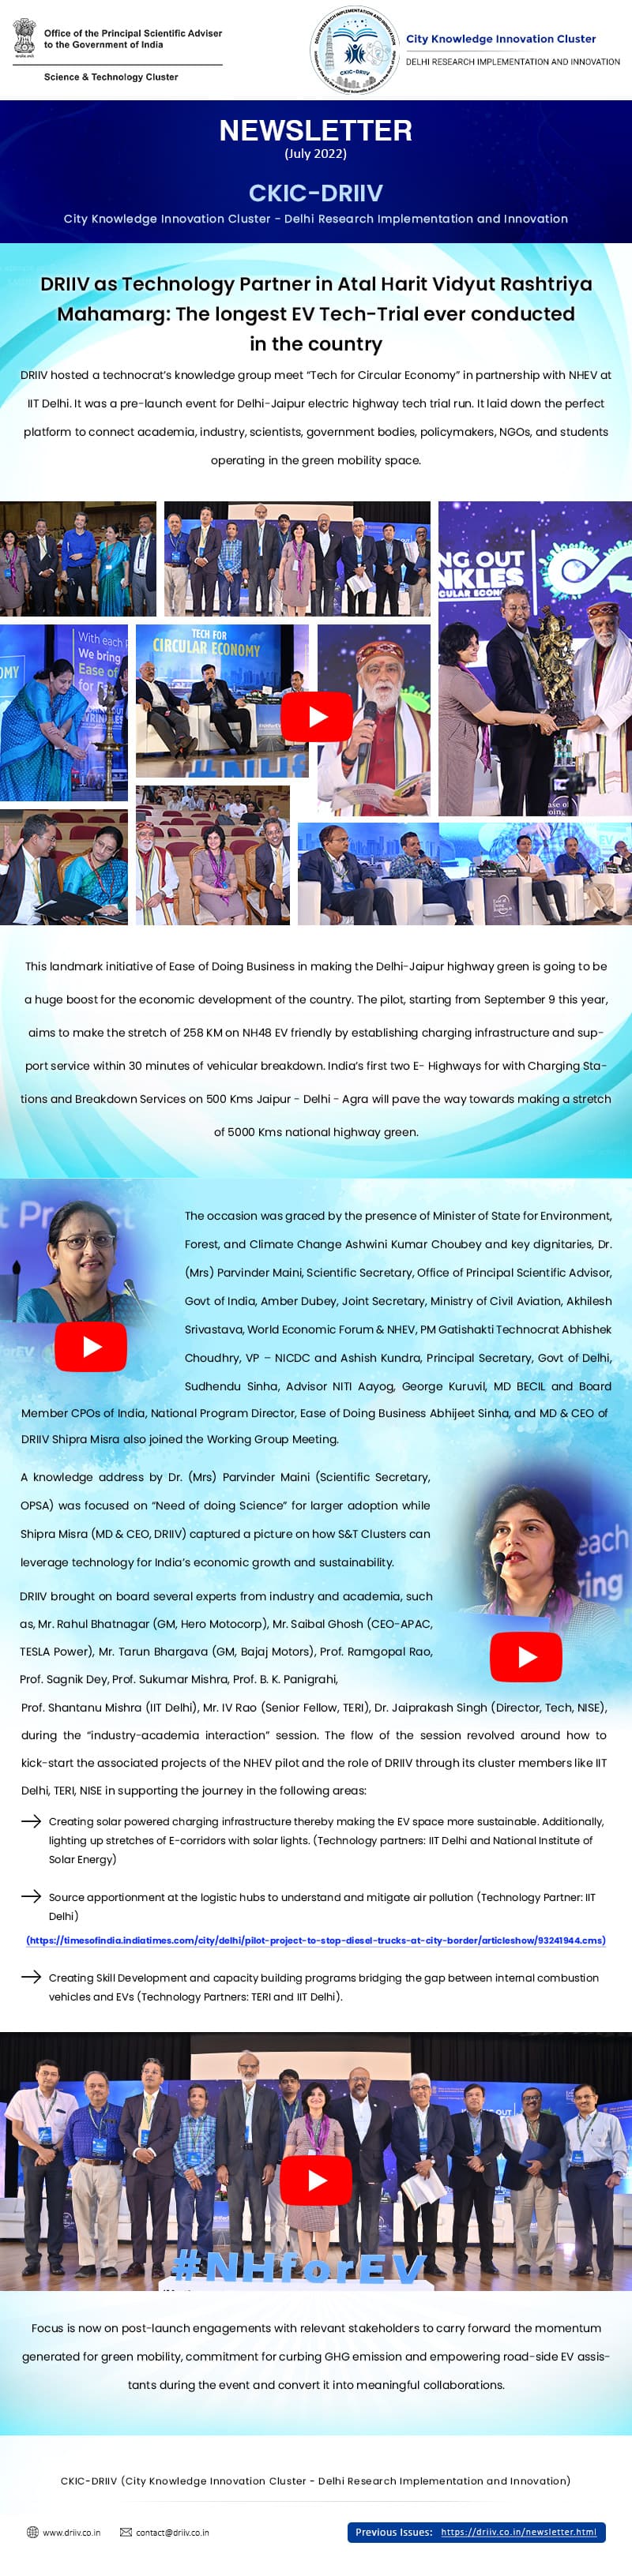 Office of the Principal Scientific Adviser
to the Government of India
Science & Technology Cluster
CKIC-DRIIV
City Knowledge Innovation Cluster
DELHI RESEARCH IMPLEMENTATION AND INNOVATION
NEWSLETTER
(July 2022)
CKIC-DRIIV
City Knowledge Innovation Cluster - Delhi Research Implementation and Innovation
DRIIV as Technology Partner in Atal Harit Vidyut Rashtriya
Mahamarg: The longest EV Tech-Trial ever conducted
in the country
DRIIV hosted a technocrat's knowledge group meet “Tech for Circular Economy” in partnership with NHEV at
IIT Delhi. It was a pre-launch event for Delhi-Jaipur electric highway tech trial run. It laid down the perfect
platform to connect academia, industry, scientists, government bodies, policymakers, NGOs, and students
operating in the green mobility space.
NG OUT
NKLES
With each
We bring
Ease of
for
OMY
TECH FOR
CIRCULAR ECONOMY
#NHf
This landmark initiative of Ease of Doing Business in making the Delhi-Jaipur highway green is going to be
a huge boost for the economic development of the country. The pilot, starting from September 9 this year,
aims to make the stretch of 258 KM on NH48 EV friendly by establishing charging infrastructure and sup-
port service within 30 minutes of vehicular breakdown. India's first two E- Highways for with Charging Sta-
tions and Breakdown Services on 500 Kms Jaipur - Delhi - Agra will pave the way towards making a stretch
of 5000 Kms national highway green.
The occasion was graced by the presence of Minister of State for Environment,
Forest, and Climate Change Ashwini Kumar Choubey and key dignitaries, Dr.
(Mrs) Parvinder Maini, Scientific Secretary, Office of Principal Scientific Advisor,
Govt of India, Amber Dubey, Joint Secretary, Ministry of Civil Aviation, Akhilesh
Srivastava, World Economic Forum & NHEV, PM Gatishakti Technocrat Abhishek
Choudhry, VP – NICDC and Ashish Kundra, Principal Secretary, Govt of Delhi,
Sudhendu Sinha, Advisor NITI Aayog, George Kuruvil, MD BECIL and Board
Member CPOs of India, National Program Director, Ease of Doing Business Abhijeet Sinha, and MD & CEO of
DRIIV Shipra Misra also joined the Working Group Meeting.
A knowledge address by Dr. (Mrs) Parvinder Maini (Scientific Secretary,
OPSA) was focused on “Need of doing Science” for larger adoption while
Shipra Misra (MD & CEO, DRIIV) captured a picture on how S&T Clusters can
leverage technology for India's economic growth and sustainability.
each
ing
DRIIV brought on board several experts from industry and academia, such
as, Mr. Rahul Bhatnagar (GM, Hero Motocorp), Mr. Saibal Ghosh (CEO-APAC,
TESLA Power), Mr. Tarun Bhargava (GM, Bajaj Motors), Prof. Ramgopal Rao,
Prof. Sagnik Dey, Prof. Sukumar Mishra, Prof. B. K. Panigrahi,
Prof. Shantanu Mishra (IIT Delhi), Mr. IV Rao (Senior Fellow, TERI), Dr. Jaiprakash Singh (Director, Tech, NISE),
during the “industry-academia interaction” session. The flow of the session revolved around how to
kick-start the associated projects of the NHEV pilot and the role of DRIIV through its cluster members like IIT
Delhi, TERI, NISE in supporting the journey in the following areas:
Creating solar powered charging infrastructure thereby making the EV space more sustainable. Additionally,
lighting up stretches of E-corridors with solar lights. (Technology partners: IIT Delhi and National Institute of
Solar Energy)
Source apportionment at the logistic hubs to understand and mitigate air pollution (Technology Partner: IIT
Delhi)
(https://timesofindia.indiatimes.com/city/delhi/pilot-project-to-stop-diesel-trucks-at-city-border/articleshow/93241944.cms)
Creating Skill Development and capacity building programs bridging the gap between internal combustion
vehicles and EVs (Technology Partners: TERI and IIT Delhi).
#NHforEV
Focus is now on post-launch engagements with relevant stakeholders to carry forward the momentum
generated for green mobility, commitment for curbing GHG emission and empowering road-side EV assis-
tants during the event and convert it into meaningful collaborations.
CKIC-DRIIV (City Knowledge Innovation Cluster - Delhi Research Implementation and Innovation)
www.driiv.co.in
contact@driiv.co.in
Previous Issues: https://driiv.co.in/newsletter.html